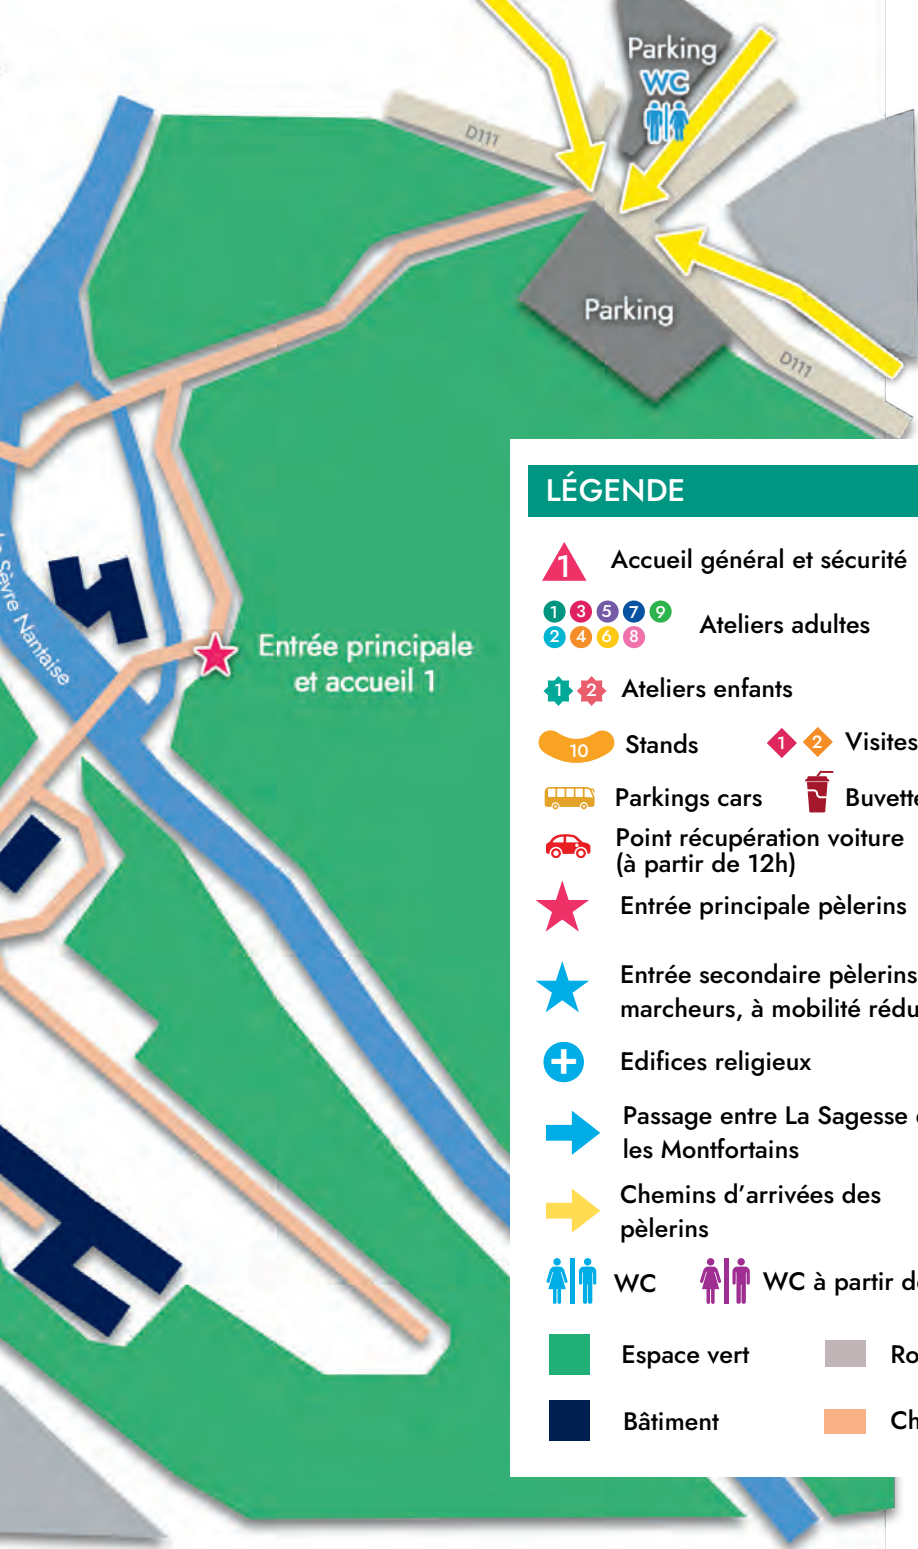 Parking
WC
D111
Parking
D111
Sèvre Nantaise
Entrée principale
et accueil 1
LÉGENDE
1 Accueil général et sécurité
1 3 5 7 9
2 4 6 8
Ateliers adultes
1 2 Ateliers enfants
10 Stands
1 2 Visites
Parkings cars
Buvette
Point récupération voiture
(à partir de 12h)
Entrée principale pèlerins
Entrée secondaire pèlerins
marcheurs, à mobilité rédu
Edifices religieux
Passage entre La Sagesse
les Montfortains
Chemins d'arrivées des
pèlerins
WC
WC à partir d
Espace vert
Ro
Bâtiment
Ch